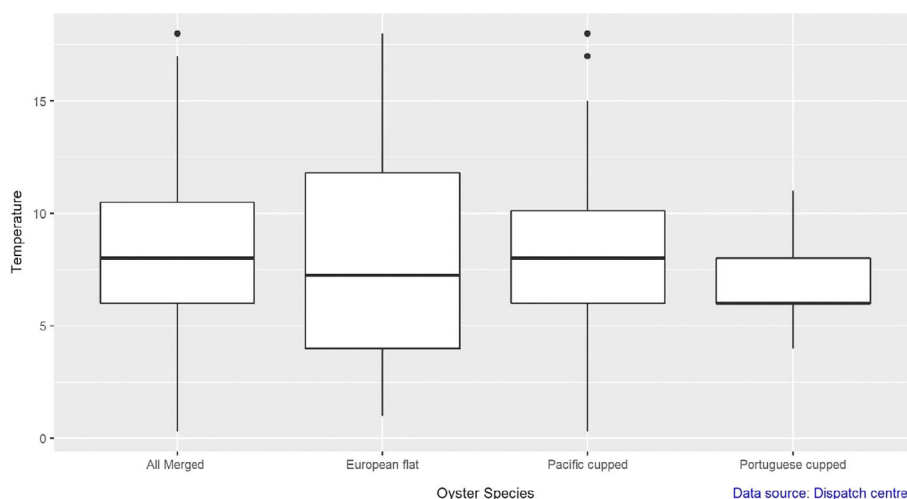 Temperature
15
10
5
0
All Merged
European flat
Pacific cupped
Portuguese cupped
Oyster Species
Data source: Dispatch centre